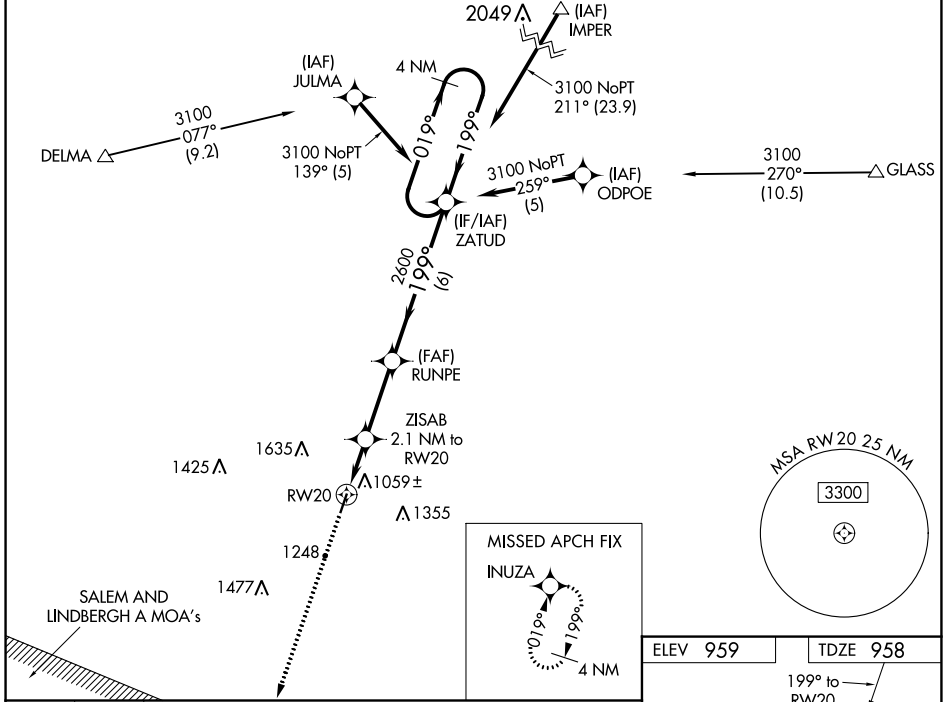 2049
(IAF)
IMPER
(IAF)
JULMA
4 NM
3100 NoPT
211° (23.9)
3100
077°
(9.2)
DELMA
3100 NoPT
139° (5)
019°
199°
3100 NoPT
259°
(5)
(IAF)
ODPOE
3100
270°
(10.5)
GLASS
(IF/IAF)
ZATUD
2600
199°
(6)
(FAF)
RUNPE
ZISAB
2.1 NM to
RW20
1635
1425
1059 ±
RW20
1355
MSA RW20 25 NM
3300
1248
1477
MISSED APCH FIX
INUZA
019°
199°
4 NM
SALEM AND
LINDBERGH A MOA's
ELEV 959
TDZE 958
199° to
RW20